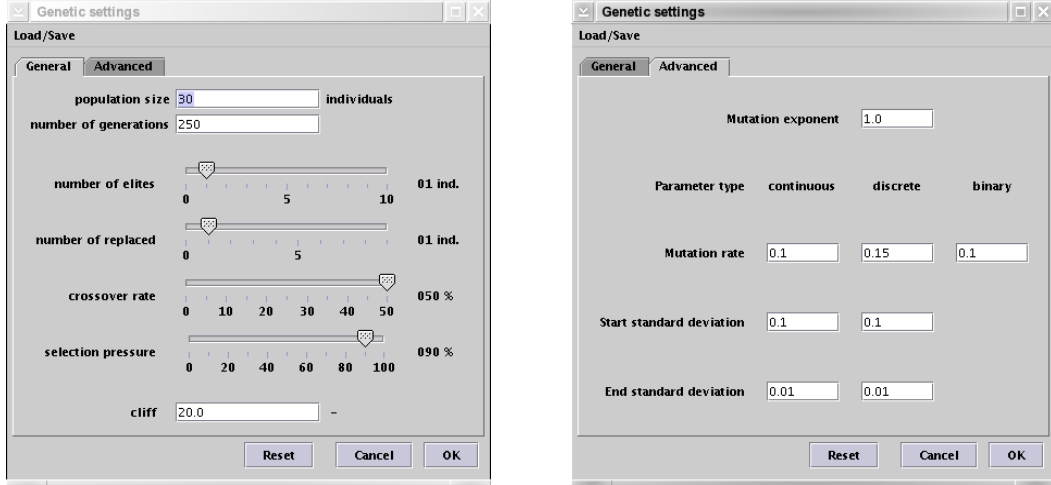 Genetic settings
Load/Save
General Advanced
population size 30 individuals
number of generations 250
number of elites 01 ind.
0 5 10
number of replaced 01 ind.
0 5
crossover rate 050 %
0 10 20 30 40 50
selection pressure 090 %
0 20 40 60 80 100
cliff 20.0 –
Reset Cancel OK
Genetic settings
Load/Save
General Advanced
Mutation exponent 1.0
Parameter type continuous discrete binary
Mutation rate 0.1 0.15 0.1
Start standard deviation 0.1 0.1
End standard deviation 0.01 0.01
Reset Cancel OK